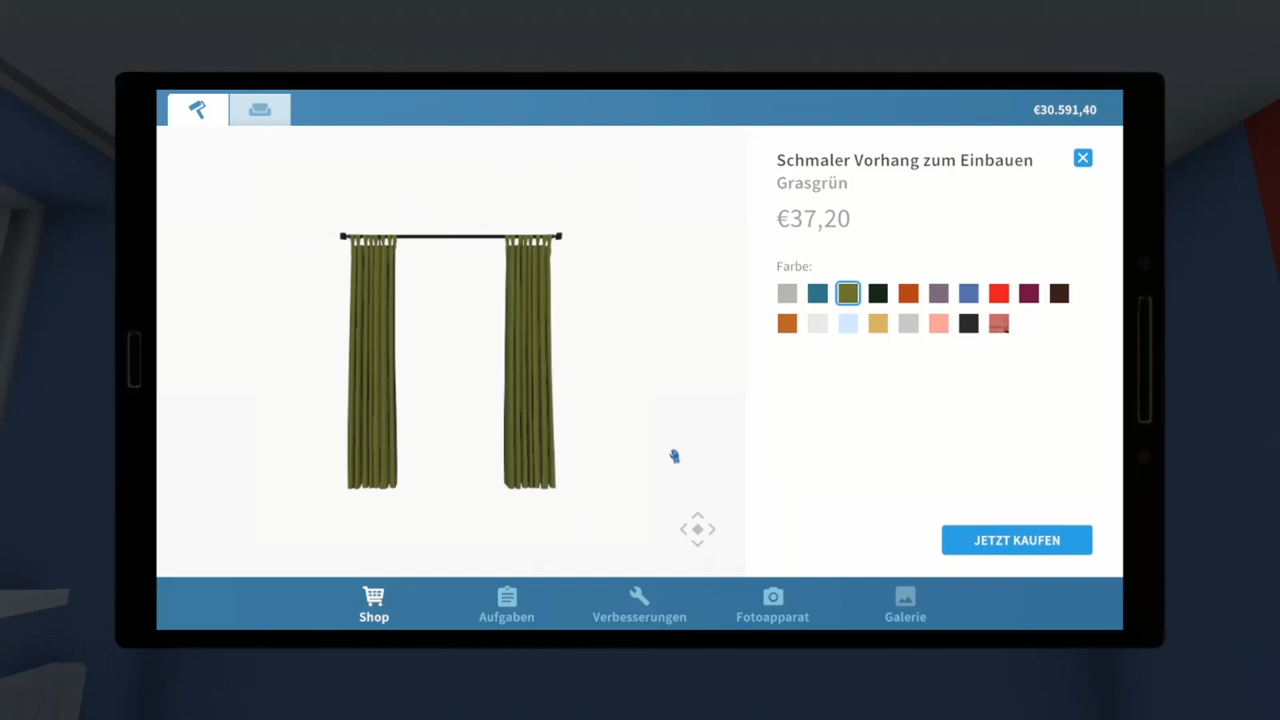 €30.591,40
Schmaler Vorhang zum Einbauen
Grasgrün
€37,20
Farbe:
JETZT KAUFEN
Shop
Aufgaben
Verbesserungen
Fotoapparat
Galerie